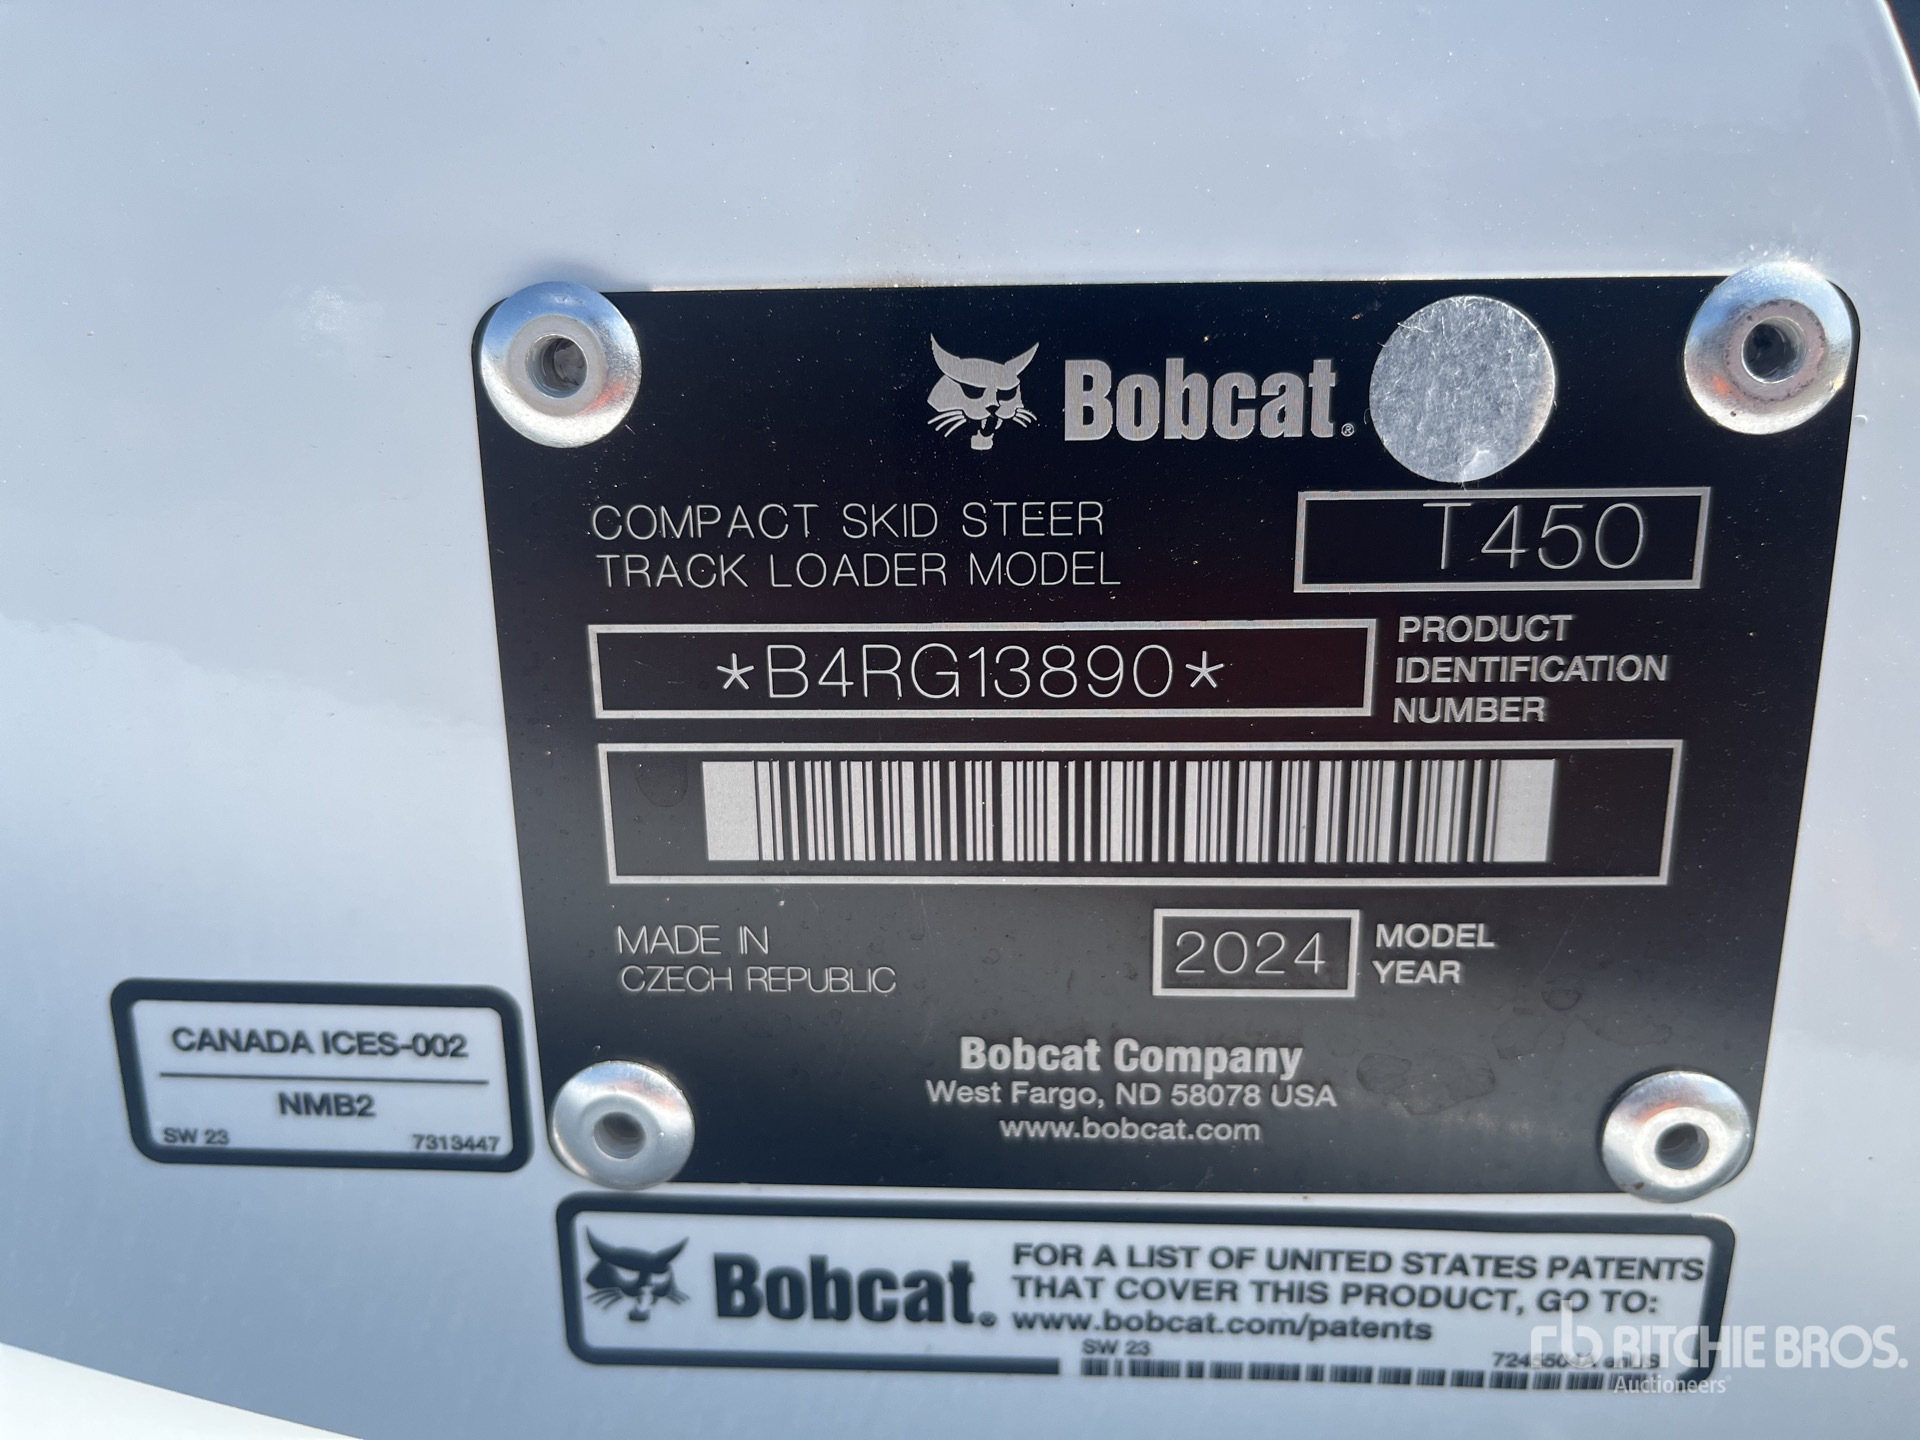 Bobcat®
COMPACT SKID STEER
TRACK LOADER MODEL
T450
*B4RG13890*
PRODUCT
IDENTIFICATION
NUMBER
MADE IN
CZECH REPUBLIC
2024
MODEL
YEAR
Bobcat Company
West Fargo, ND 58078 USA
www.bobcat.com
CANADA ICES-002
NMB2
SW 23
7313447
Bobcat®
FOR A LIST OF UNITED STATES PATENTS
THAT COVER THIS PRODUCT, GO TO:
www.bobcat.com/patents
SW 23
rb RITCHIE BROS.
Auctioneers